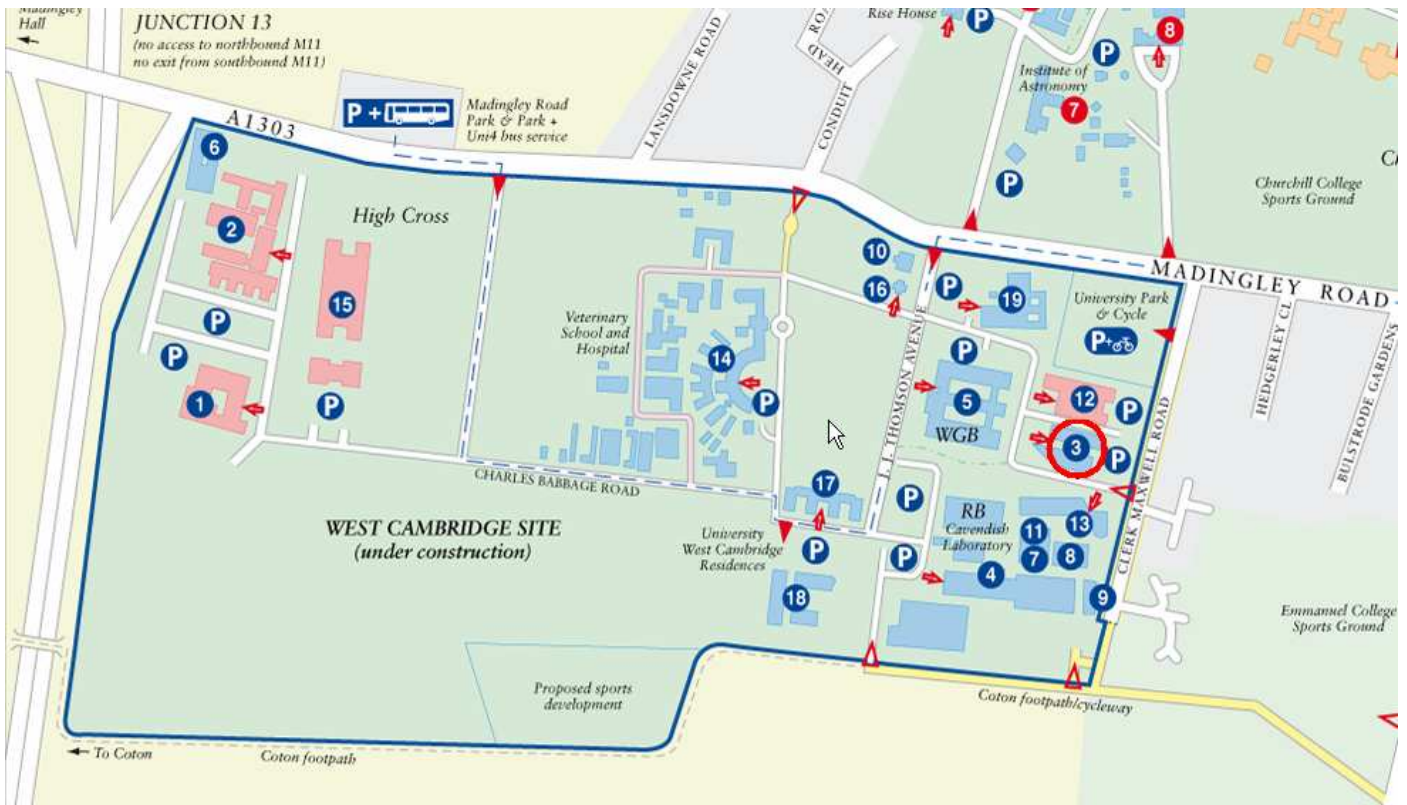 Madingley
Hall
JUNCTION 13
(no access to northbound M11
no exit from southbound M11)
A1303
P +
Madingley Road
Park & Park +
Uni4 bus service
LANSDOWNE ROAD
CONDUIT
HEAD
Rise House
P
8
P
Institute of
Astronomy
7
P
Churchill College
Sports Ground
6
2
High Cross
15
P
P
1
P
Veterinary
School and
Hospital
14
P
10
16
P
19
University Park
& Cycle
P+
MADINGLEY ROAD
HEDGERLEY CL
BULSTRODE GARDENS
J. J. THOMSON AVENUE
P
5
WGB
12
P
3
P
CLERK MAXWELL ROAD
CHARLES BABBAGE ROAD
WEST CAMBRIDGE SITE
(under construction)
17
University
West Cambridge
Residences
P
18
P
P
RB
Cavendish
Laboratory
11
13
7
8
4
9
Emmanuel College
Sports Ground
Proposed sports
development
Coton footpath/cycleway
To Coton
Coton footpath